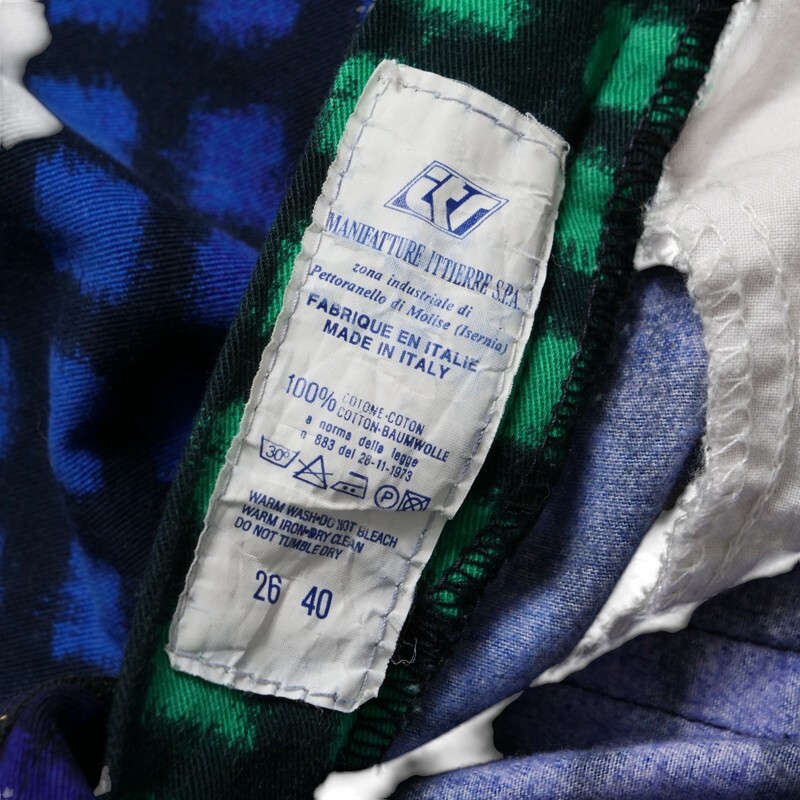 ittierre
MANIFATTURE ITTIERRE S.P.A.
zona industriale di
Pettoranello di Molise (Isernia)
FABRIQUE EN ITALIE
MADE IN ITALY
100% COTONE·COTON
COTTON·BAUMWOLLE
a norma della legge
n 883 del 26-11-1973
30°
P
WARM WASH·DO NOT BLEACH
WARM IRON·DRY CLEAN
DO NOT TUMBLE DRY
26 40